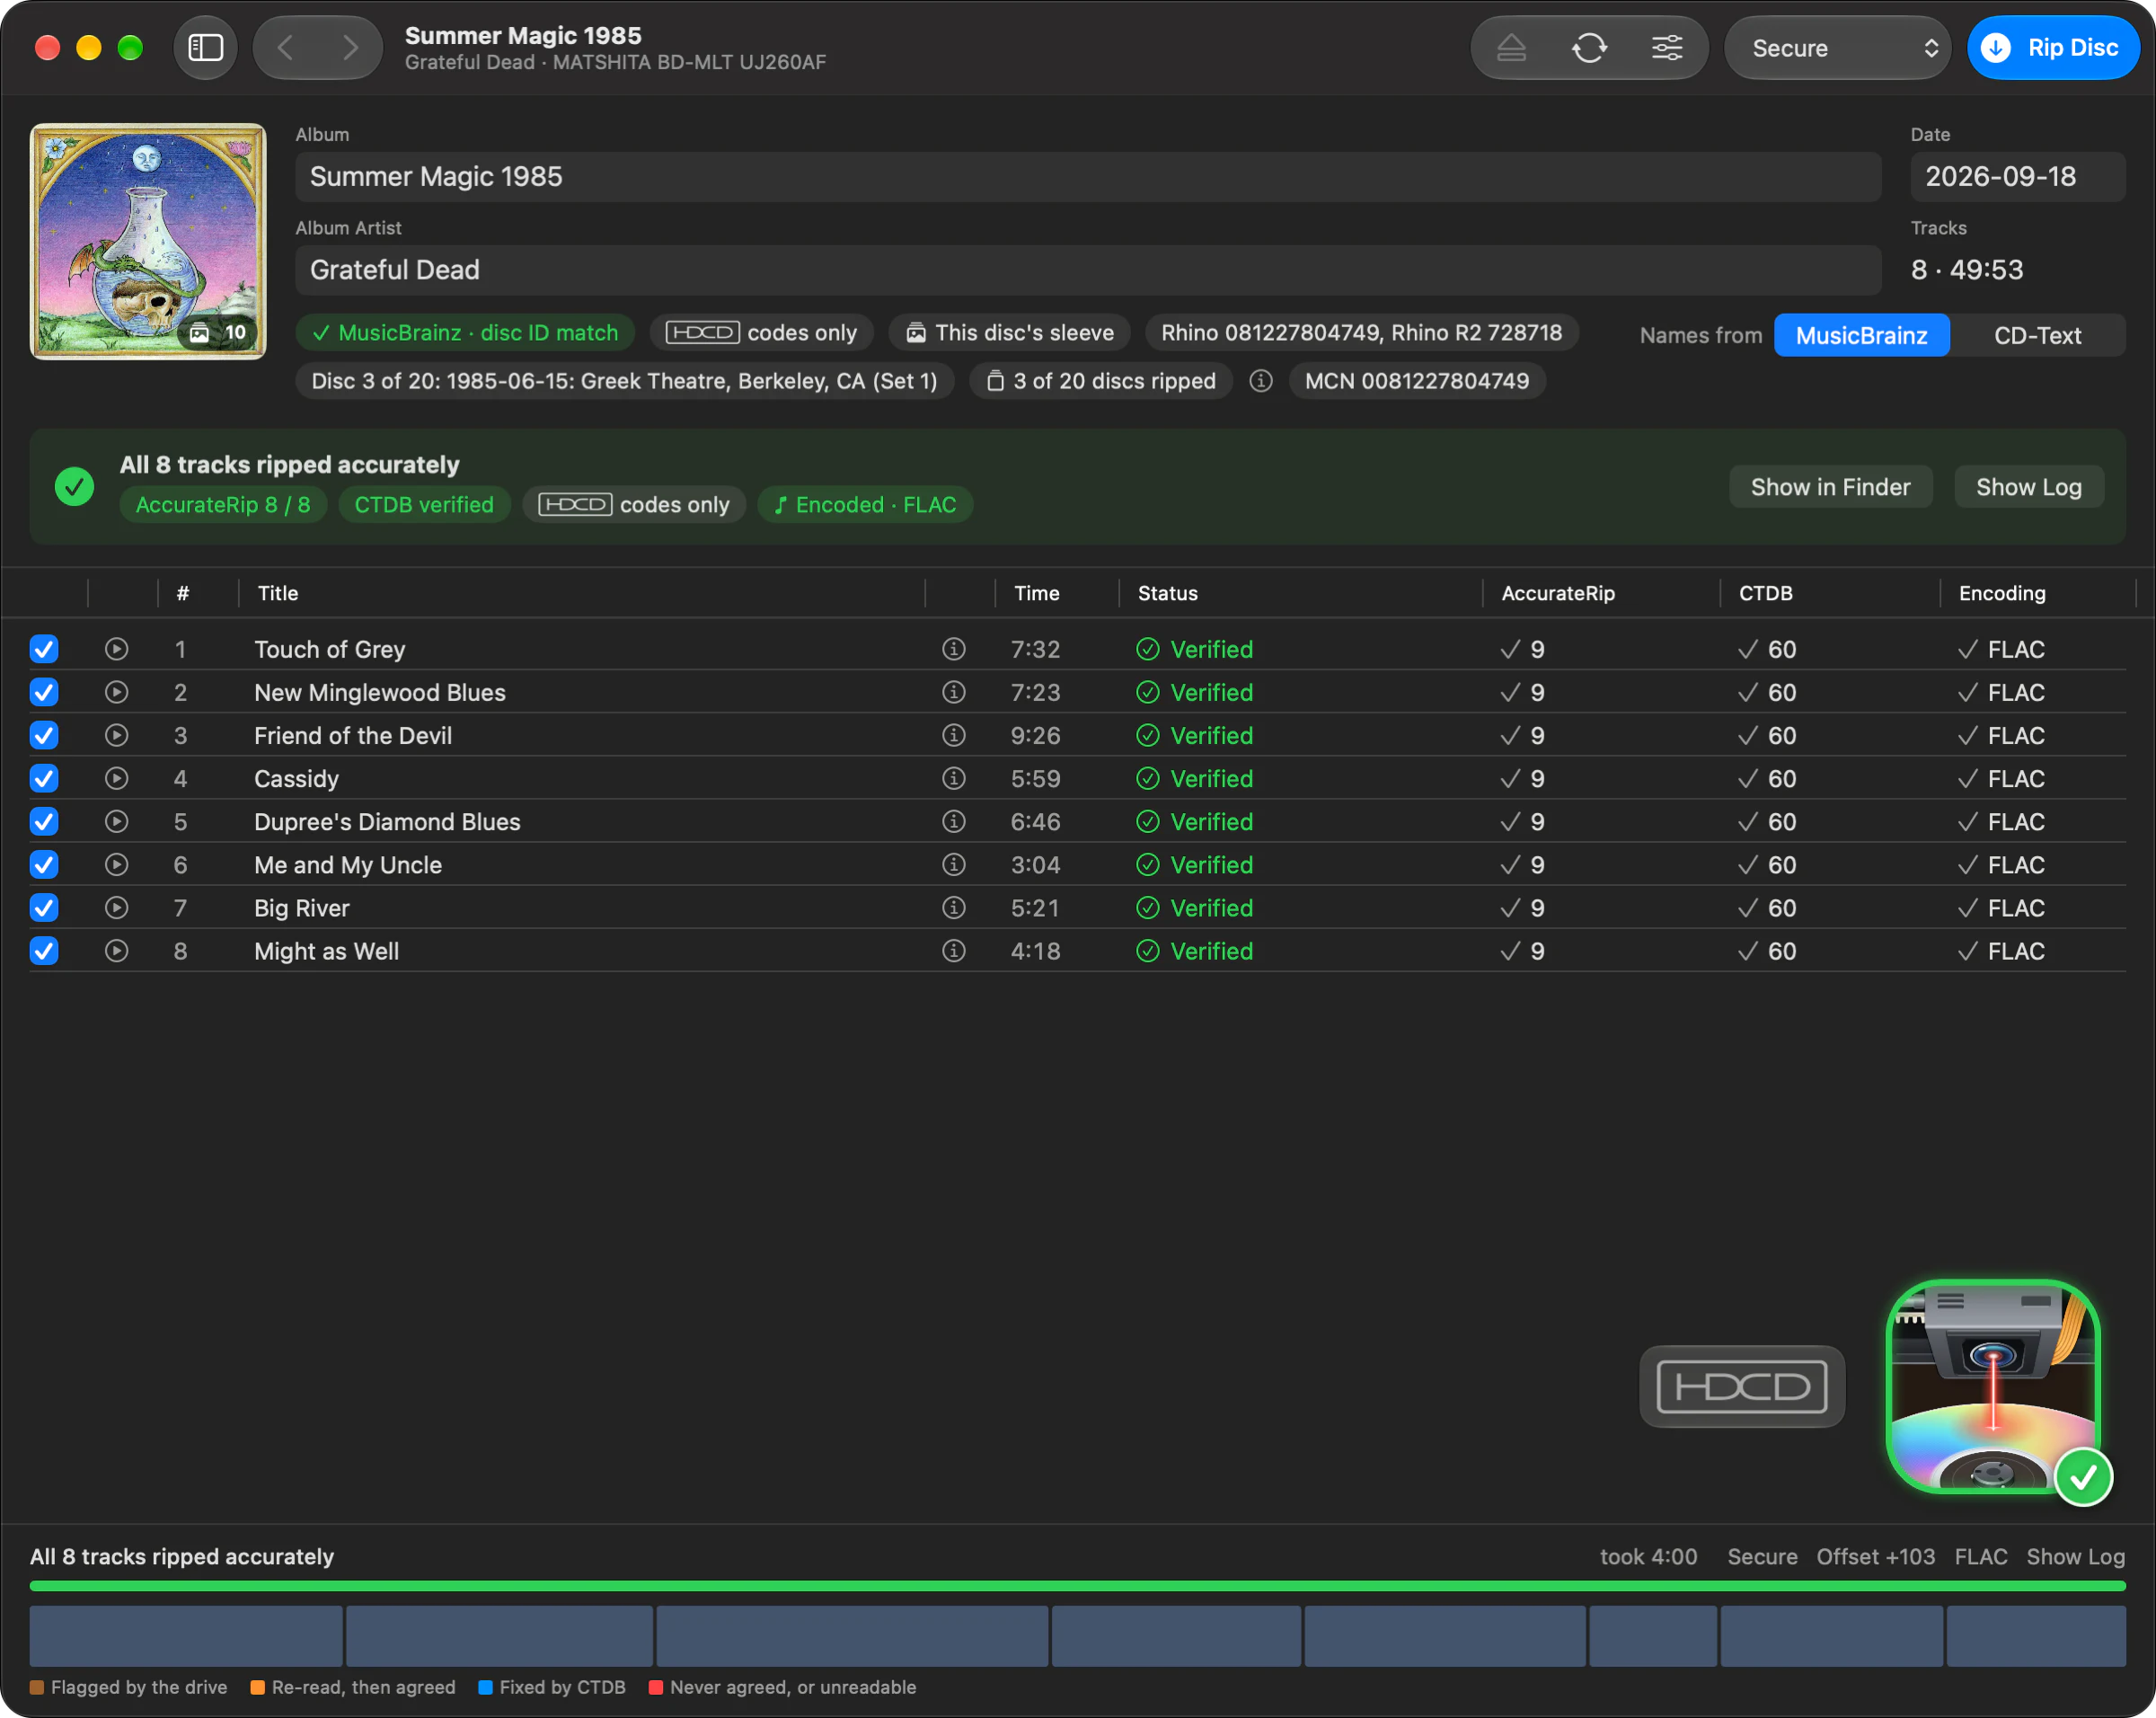 Summer Magic 1985
Grateful Dead · MATSHITA BD-MLT UJ260AF
Secure
Rip Disc
Album
Summer Magic 1985
Date
2026-09-18
Album Artist
Grateful Dead
Tracks
8 · 49:53
10
MusicBrainz · disc ID match
HDCD codes only
This disc's sleeve
Rhino 081227804749, Rhino R2 728718
Names from MusicBrainz CD-Text
Disc 3 of 20: 1985-06-15: Greek Theatre, Berkeley, CA (Set 1)
3 of 20 discs ripped
MCN 0081227804749
All 8 tracks ripped accurately
AccurateRip 8 / 8
CTDB verified
HDCD codes only
Encoded · FLAC
Show in Finder
Show Log
# Title Time Status AccurateRip CTDB Encoding
1 Touch of Grey 7:32 Verified 9 60 FLAC
2 New Minglewood Blues 7:23 Verified 9 60 FLAC
3 Friend of the Devil 9:26 Verified 9 60 FLAC
4 Cassidy 5:59 Verified 9 60 FLAC
5 Dupree's Diamond Blues 6:46 Verified 9 60 FLAC
6 Me and My Uncle 3:04 Verified 9 60 FLAC
7 Big River 5:21 Verified 9 60 FLAC
8 Might as Well 4:18 Verified 9 60 FLAC
HDCD
All 8 tracks ripped accurately
took 4:00 Secure Offset +103 FLAC Show Log
Flagged by the drive Re-read, then agreed Fixed by CTDB Never agreed, or unreadable